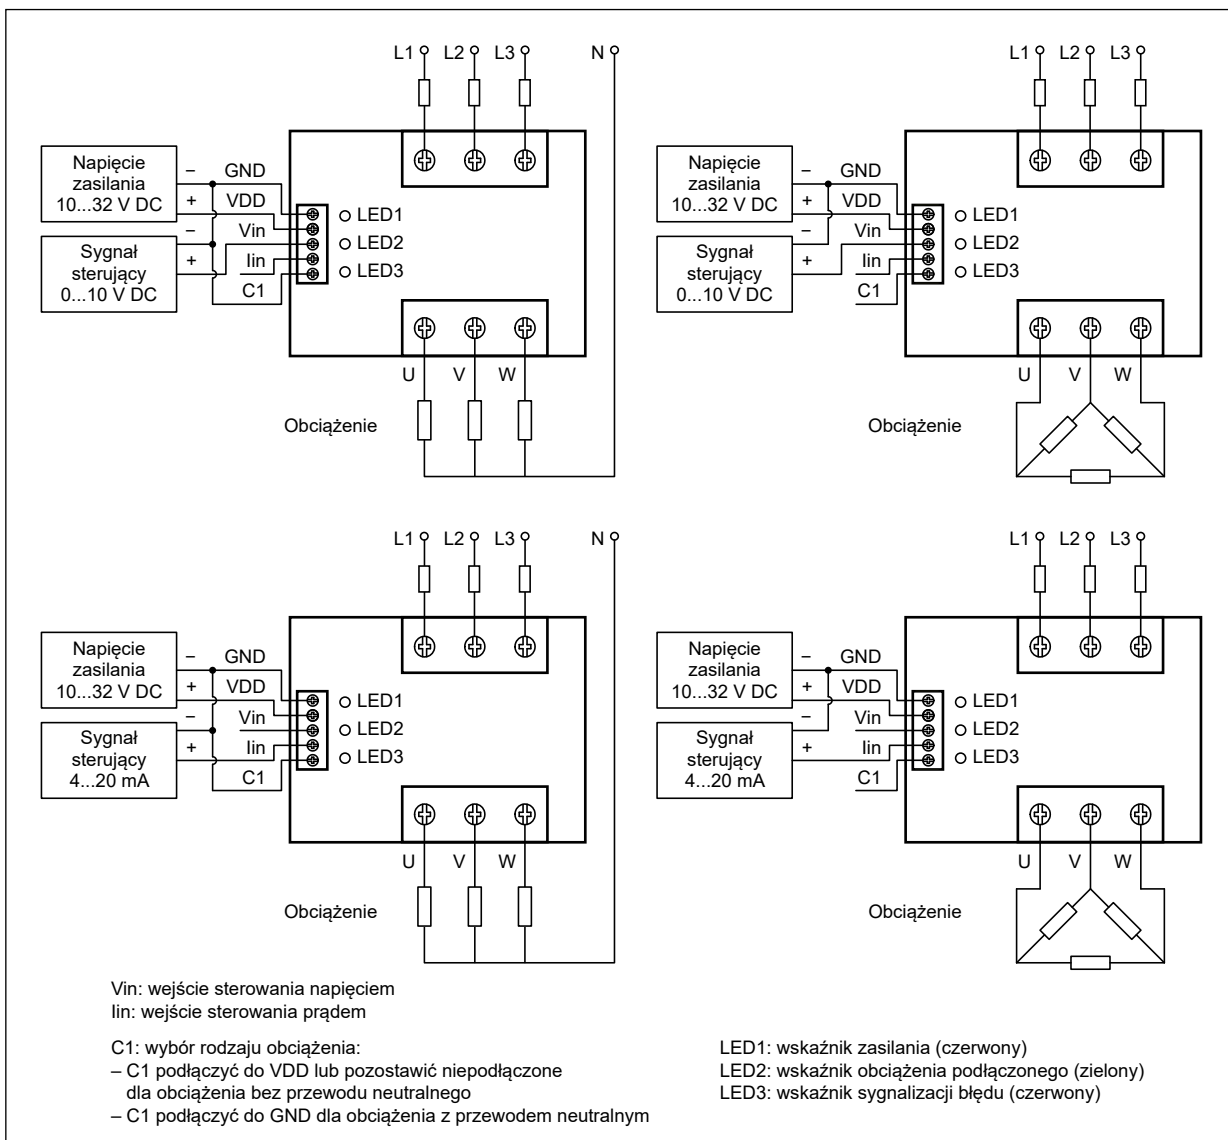 L1 L2 L3 N
Napięcie
zasilania
10...32 V DC
– GND
+ VDD
– Vin
+ Iin
C1
Sygnał
sterujący
0...10 V DC
LED1
LED2
LED3
U V W
Obciążenie
L1 L2 L3
Napięcie
zasilania
10...32 V DC
– GND
+ VDD
– Vin
+ Iin
C1
Sygnał
sterujący
0...10 V DC
LED1
LED2
LED3
U V W
Obciążenie
L1 L2 L3 N
Napięcie
zasilania
10...32 V DC
– GND
+ VDD
– Vin
+ Iin
C1
Sygnał
sterujący
4...20 mA
LED1
LED2
LED3
U V W
Obciążenie
L1 L2 L3
Napięcie
zasilania
10...32 V DC
– GND
+ VDD
– Vin
+ Iin
C1
Sygnał
sterujący
4...20 mA
LED1
LED2
LED3
U V W
Obciążenie
Vin: wejście sterowania napięciem
Iin: wejście sterowania prądem
C1: wybór rodzaju obciążenia:
– C1 podłączyć do VDD lub pozostawić niepodłączone
dla obciążenia bez przewodu neutralnego
– C1 podłączyć do GND dla obciążenia z przewodem neutralnym
LED1: wskaźnik zasilania (czerwony)
LED2: wskaźnik obciążenia podłączonego (zielony)
LED3: wskaźnik sygnalizacji błędu (czerwony)